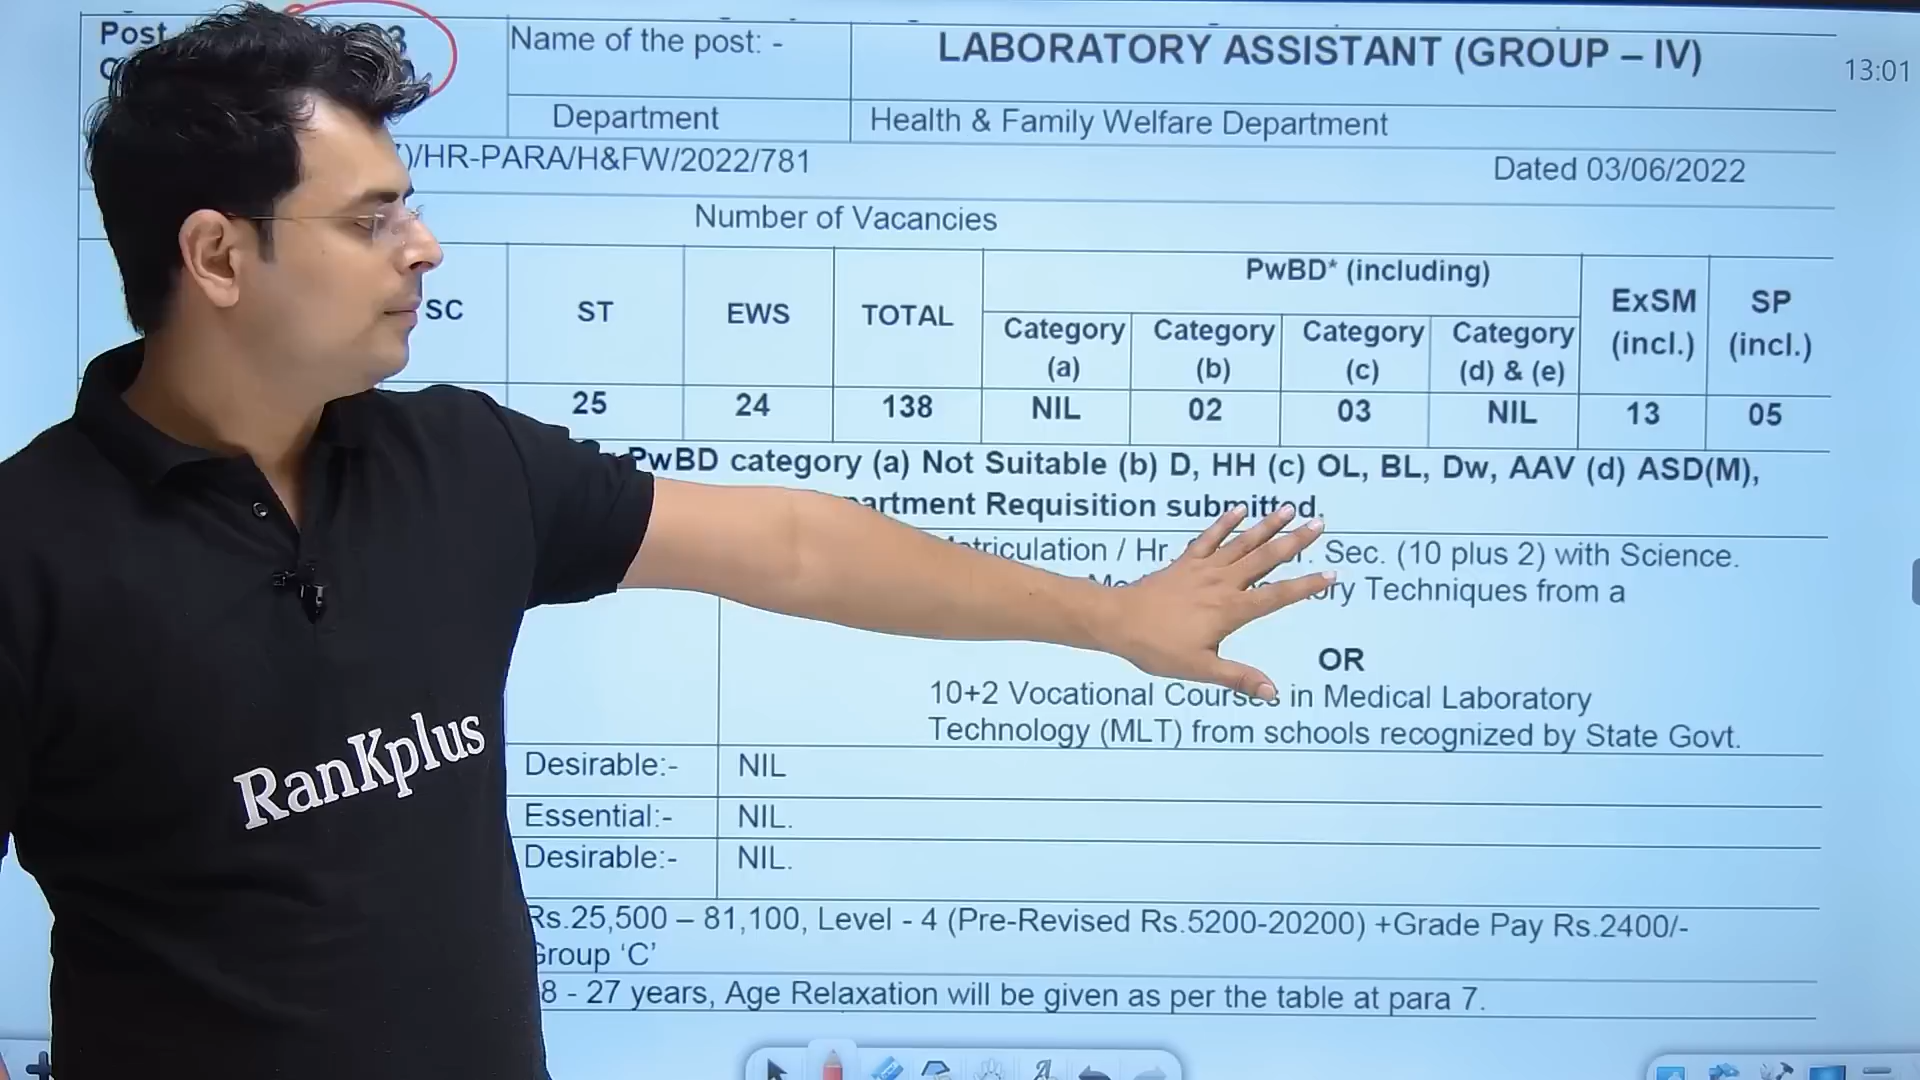 Post
Name of the post: -
LABORATORY ASSISTANT (GROUP – IV)
13:01
Department
Health & Family Welfare Department
)/HR-PARA/H&FW/2022/781
Dated 03/06/2022
Number of Vacancies
SC
ST
EWS
TOTAL
PwBD* (including)
Category (a)
Category (b)
Category (c)
Category (d) & (e)
ExSM (incl.)
SP (incl.)
25
24
138
NIL
02
03
NIL
13
05
PwBD category (a) Not Suitable (b) D, HH (c) OL, BL, Dw, AAV (d) ASD(M),
Requisition submitted.
/ Hr. Sec. (10 plus 2) with Science.
Techniques from a
OR
10+2 Vocational Courses in Medical Laboratory
Technology (MLT) from schools recognized by State Govt.
Desirable:-
NIL
Essential:-
NIL.
Desirable:-
NIL.
Rs.25,500 – 81,100, Level - 4 (Pre-Revised Rs.5200-20200) +Grade Pay Rs.2400/-
Group ‘C’
8 - 27 years, Age Relaxation will be given as per the table at para 7.
RanKplus